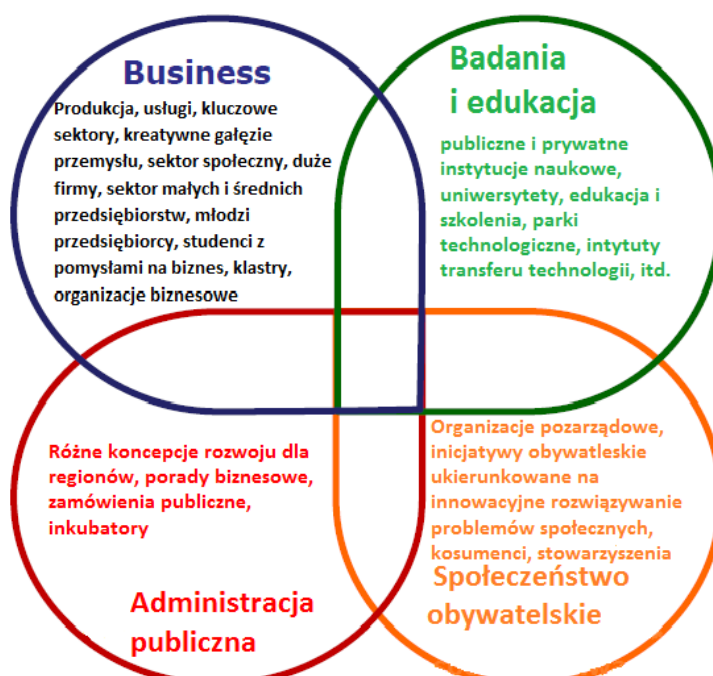 Business
Produkcja, usługi, kluczowe
sektory, kreatywne gałęzie
przemysłu, sektor społeczny, duże
firmy, sektor małych i średnich
przedsiębiorstw, młodzi
przedsiębiorcy, studenci z
pomysłami na biznes, klastry,
organizacje biznesowe
Badania
i edukacja
publiczne i prywatne
instytucje naukowe,
uniwersytety, edukacja i
szkolenia, parki
technologiczne, intytuty
transferu technologii, itd.
Różne koncepcje rozwoju dla
regionów, porady biznesowe,
zamówienia publiczne,
inkubatory
Administracja
publiczna
Organizacje pozarządowe,
inicjatywy obywatleskie
ukierunkowane na
innowacyjne rozwiązywanie
problemów społecznych,
kosumenci, stowarzyszenia
Społeczeństwo
obywatelskie